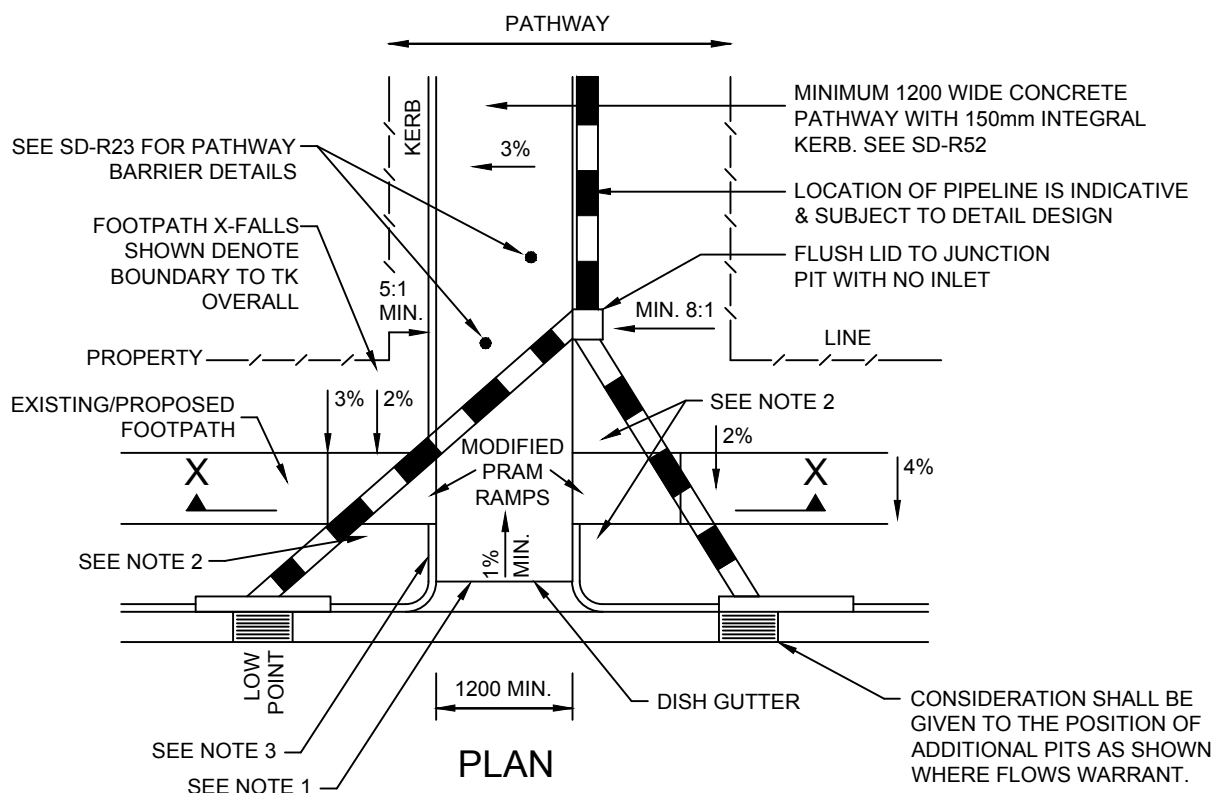 PATHWAY
KERB
MINIMUM 1200 WIDE CONCRETE
PATHWAY WITH 150mm INTEGRAL
KERB. SEE SD-R52
SEE SD-R23 FOR PATHWAY
BARRIER DETAILS
3%
LOCATION OF PIPELINE IS INDICATIVE
& SUBJECT TO DETAIL DESIGN
FOOTPATH X-FALLS
SHOWN DENOTE
BOUNDARY TO TK
OVERALL
FLUSH LID TO JUNCTION
PIT WITH NO INLET
5:1
MIN.
MIN. 8:1
PROPERTY
LINE
3%
2%
EXISTING/PROPOSED
FOOTPATH
SEE NOTE 2
2%
MODIFIED
PRAM
RAMPS
X
X
4%
SEE NOTE 2
1%
MIN.
LOW
POINT
1200 MIN.
DISH GUTTER
CONSIDERATION SHALL BE
GIVEN TO THE POSITION OF
ADDITIONAL PITS AS SHOWN
WHERE FLOWS WARRANT.
SEE NOTE 3
PLAN
SEE NOTE 1